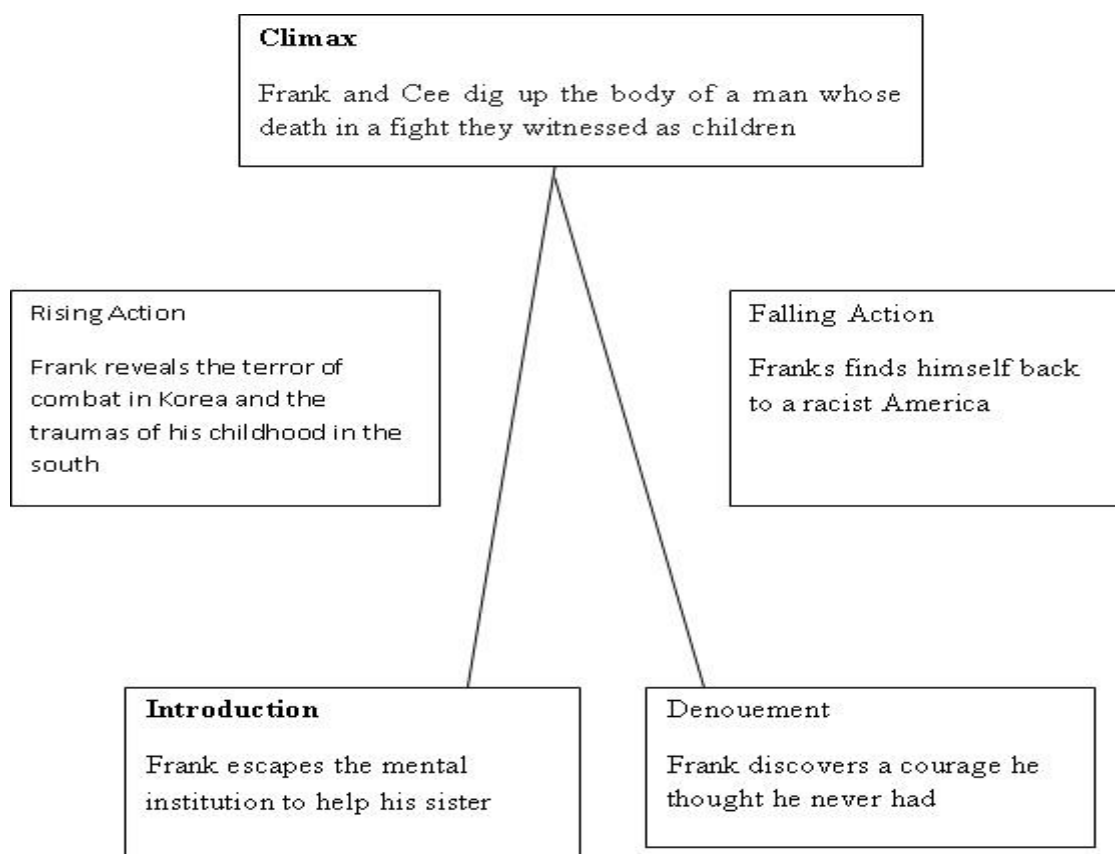 Climax
Frank and Cee dig up the body of a man whose
death in a fight they witnessed as children
Rising Action
Frank reveals the terror of
combat in Korea and the
traumas of his childhood in the
south
Falling Action
Franks finds himself back
to a racist America
Introduction
Frank escapes the mental
institution to help his sister
Denouement
Frank discovers a courage he
thought he never had